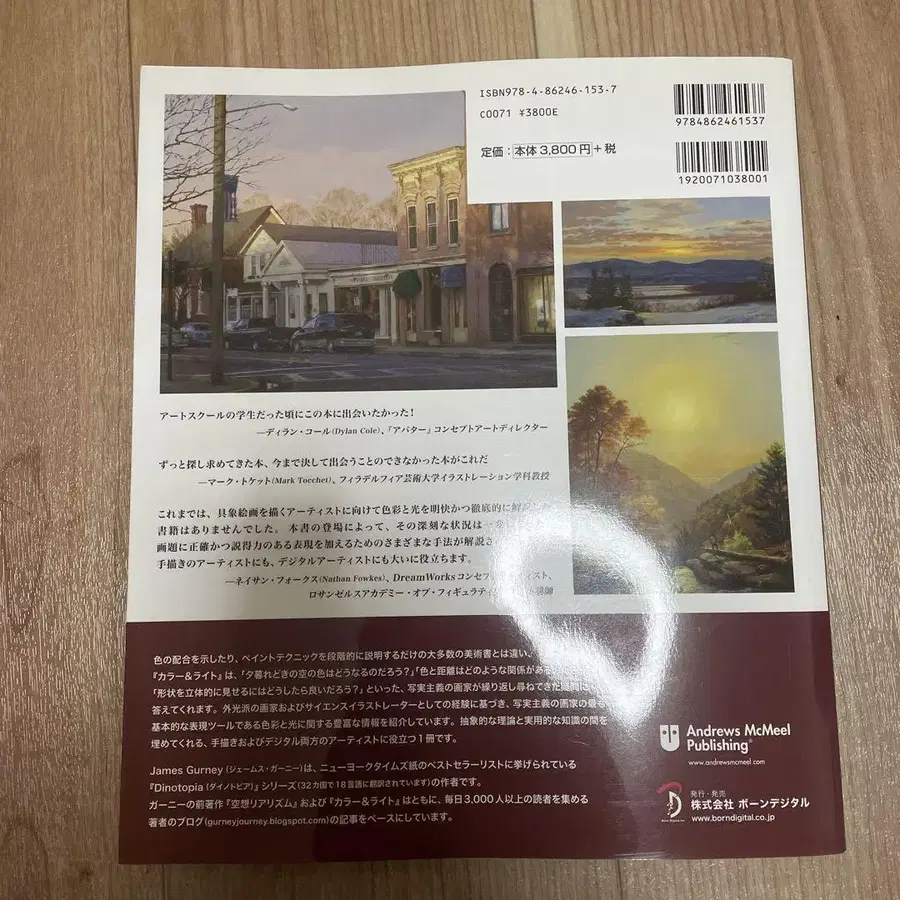 ISBN978-4-86246-153-7
C0071 ¥3800E
定価：本体3,800円+税
9784862461537
1920071038001
アートスクールの学生だった頃にこの本に出会いたかった！
―ディラン・コール(Dylan Cole)、『アバター』コンセプトアートディレクター
ずっと探し求めてきた本、今まで決して出会うことのできなかった本がこれだ
―マーク・トケット(Mark Tocchet)、フィラデルフィア芸術大学イラストレーション学科教授
これまでは、具象絵画を描くアーティストに向けて色彩と光を明快かつ徹底的に解説した
書籍はありませんでした。本書の登場によって、その深刻な状況は一
画題に正確かつ説得力のある表現を加えるためのさまざまな手法が解説さ
手描きのアーティストにも、デジタルアーティストにも大いに役立ちます。
―ネイサン・フォークス(Nathan Fowkes)、DreamWorks コンセプ
ロサンゼルスアカデミー・オブ・フィギュラティ
色の配合を示したり、ペイントテクニックを段階的に説明するだけの大多数の美術書とは違い、
『カラー&ライト』は、「夕暮れどきの空の色はどうなるのだろう？」「色と距離はどのような関係があ
「形状を立体的に見せるにはどうしたら良いだろう？」といった、写実主義の画家が繰り返し尋ねてきた疑問に
答えてくれます。外光派の画家およびサイエンスイラストレーターとしての経験に基づき、写実主義の画家の最も
基本的な表現ツールである色彩と光に関する豊富な情報を紹介しています。抽象的な理論と実用的な知識の間を
埋めてくれる、手描きおよびデジタル両方のアーティストに役立つ1冊です。
James Gurney (ジェームス・ガーニー)は、ニューヨークタイムズ紙のベストセラーリストに挙げられている
『Dinotopia (ダイノトピア)』シリーズ(32カ国で18言語に翻訳されています)の作者です。
ガーニーの前著作『空想リアリズム』および『カラー&ライト』はともに、毎日3,000人以上の読者を集める
著者のブログ(gurneyjourney.blogspot.com)の記事をベースにしています。
Andrews McMeel
Publishing®
www.andrewsmcmeel.com
発行・発売
株式会社 ボーンデジタル
www.borndigital.co.jp
Born Digital, Inc.